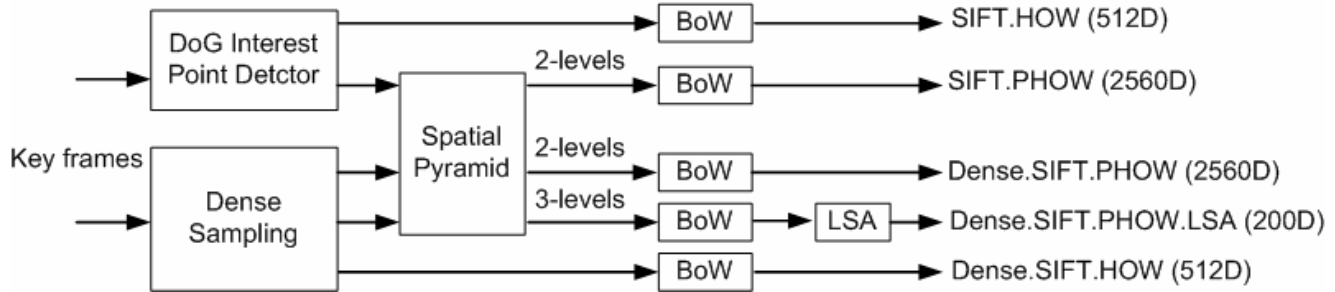 DoG Interest
Point Detctor
BoW
SIFT.HOW (512D)
2-levels
BoW
SIFT.PHOW (2560D)
Spatial
Pyramid
Key frames
Dense
Sampling
2-levels
BoW
Dense.SIFT.PHOW (2560D)
3-levels
BoW
LSA
Dense.SIFT.PHOW.LSA (200D)
BoW
Dense.SIFT.HOW (512D)